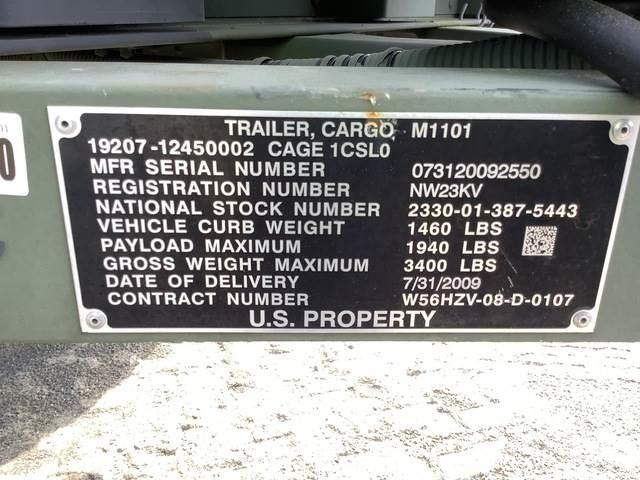 TRAILER, CARGO, M1101
19207-12450002 CAGE 1CSL0
MFR SERIAL NUMBER 073120092550
REGISTRATION NUMBER NW23KV
NATIONAL STOCK NUMBER 2330-01-387-5443
VEHICLE CURB WEIGHT 1460 LBS
PAYLOAD MAXIMUM 1940 LBS
GROSS WEIGHT MAXIMUM 3400 LBS
DATE OF DELIVERY 7/31/2009
CONTRACT NUMBER W56HZV-08-D-0107
U.S. PROPERTY